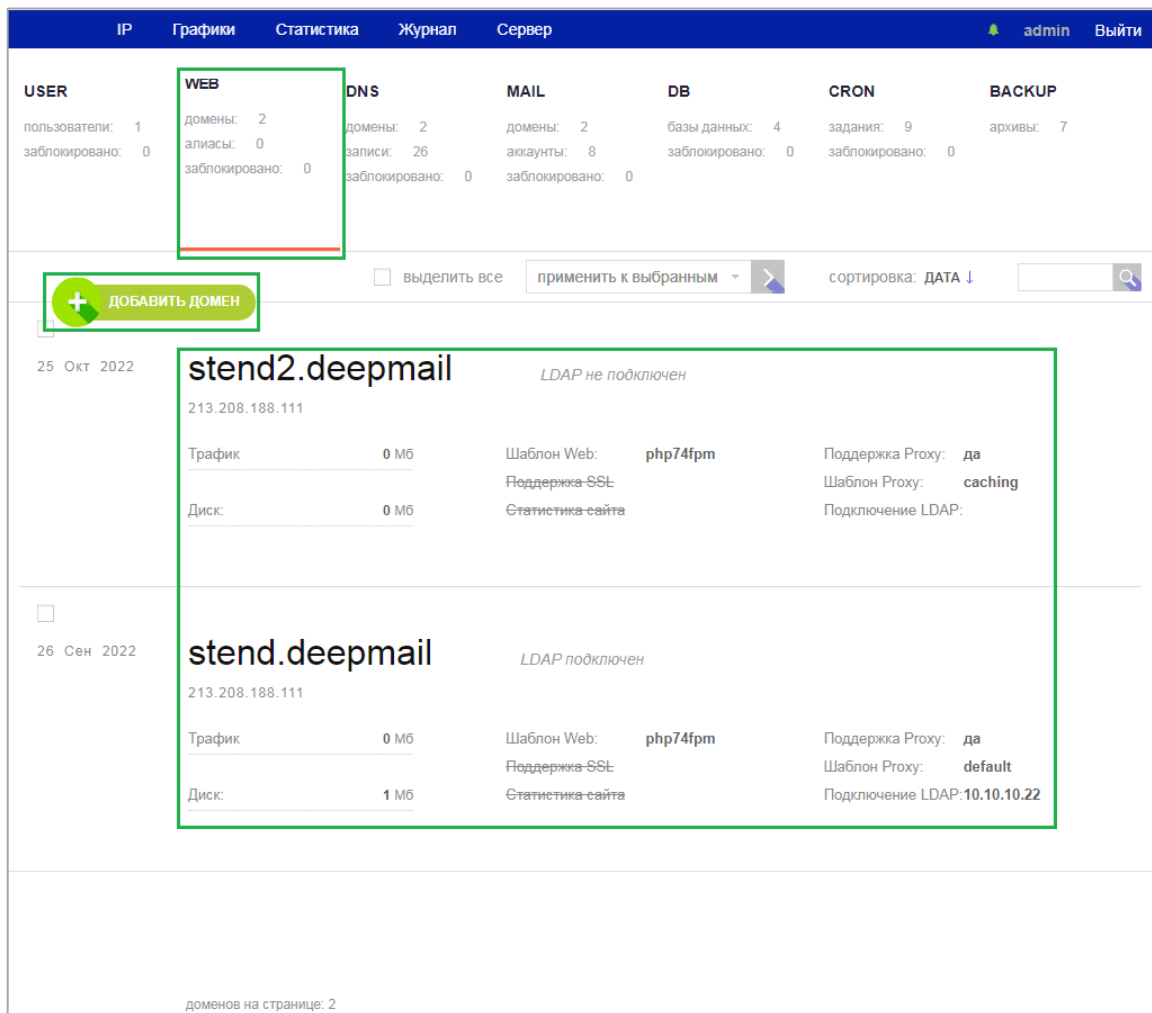 IP Графики Статистика Журнал Сервер admin Выйти
USER WEB DNS MAIL DB CRON BACKUP
пользователи: 1 домены: 2 домены: 2 домены: 2 базы данных: 4 задания: 9 архивы: 7
заблокировано: 0 алиасы: 0 записи: 26 аккаунты: 8 заблокировано: 0 заблокировано: 0
заблокировано: 0 заблокировано: 0 заблокировано: 0
ДОБАВИТЬ ДОМЕН выделить все применить к выбранным сортировка: ДАТА ↓
25 Окт 2022 stend2.deepmail LDAP не подключен
213.208.188.111
Трафик 0 Мб Шаблон Web: php74fpm Поддержка Proxy: да
Поддержка SSL Шаблон Proxy: caching
Диск: 0 Мб Статистика сайта Подключение LDAP:
26 Сен 2022 stend.deepmail LDAP подключен
213.208.188.111
Трафик 0 Мб Шаблон Web: php74fpm Поддержка Proxy: да
Поддержка SSL Шаблон Proxy: default
Диск: 1 Мб Статистика сайта Подключение LDAP:10.10.10.22
доменов на странице: 2